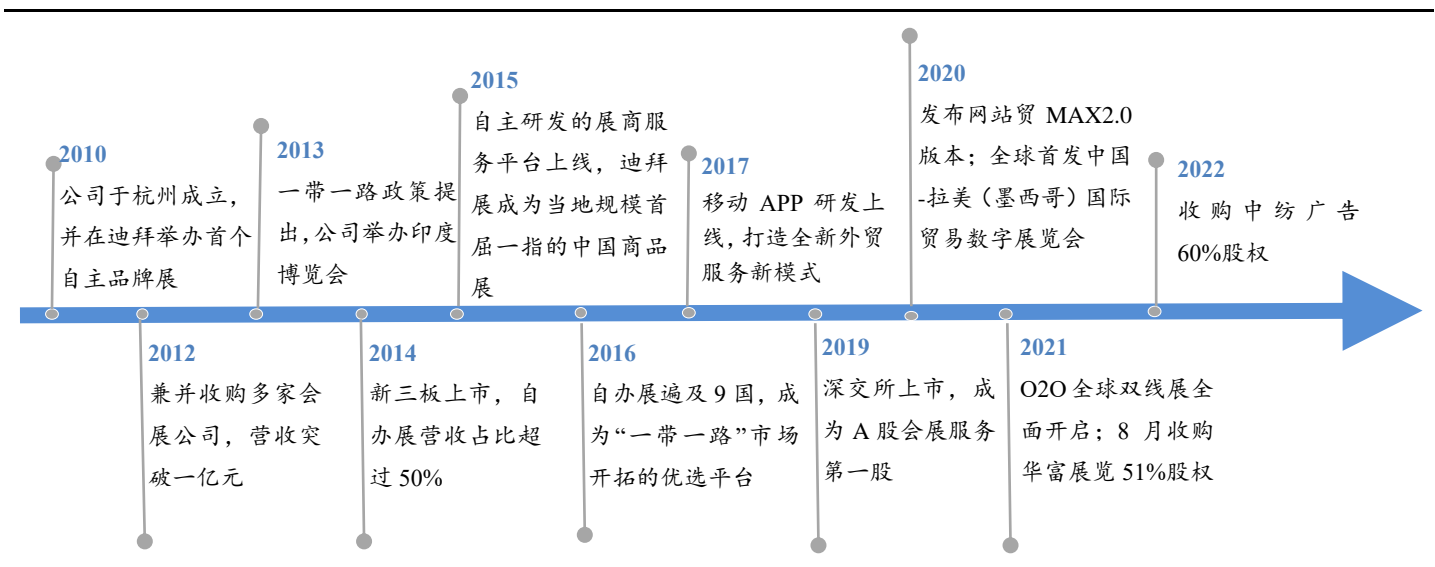 2010
公司于杭州成立，
并在迪拜举办首个
自主品牌展
2012
兼并收购多家会
展公司，营收突
破一亿元
2013
一带一路政策提
出，公司举办印度
博览会
2014
新三板上市，自
办展营收占比超
过 50%
2015
自主研发的展商服
务平台上线，迪拜
展成为当地规模首
屈一指的中国商品
展
2016
自办展遍及 9 国，成
为“一带一路”市场
开拓的优选平台
2017
移动 APP 研发上
线，打造全新外贸
服务新模式
2019
深交所上市，成
为 A 股会展服务
第一股
2020
发布网站贸 MAX2.0
版本；全球首发中国
-拉美（墨西哥）国际
贸易数字展览会
2021
O2O 全球双线展全
面开启；8 月收购
华富展览 51%股权
2022
收购中纺广告
60%股权